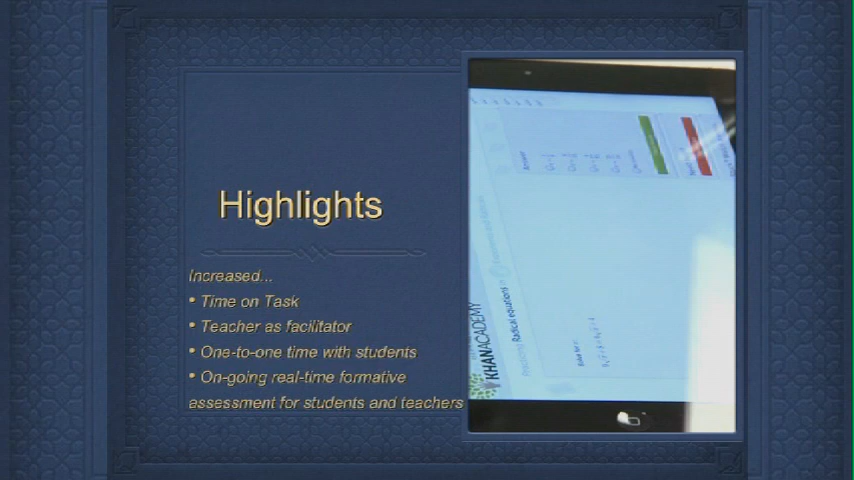 Highlights
Increased...
• Time on Task
• Teacher as facilitator
• One-to-one time with students
• On-going real-time formative
assessment for students and teachers
KHANACADEMY
Radical equations
Answer